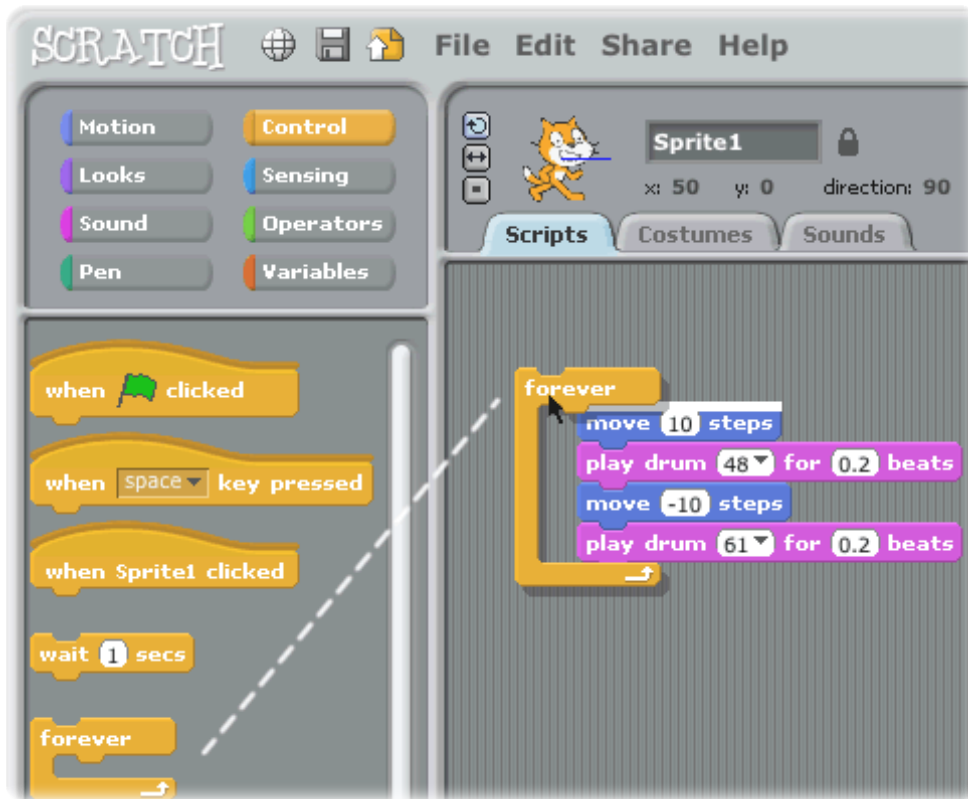 SCRATCH File Edit Share Help
Motion Control
Looks Sensing
Sound Operators
Pen Variables
Sprite1
x: 50 y: 0 direction: 90
Scripts Costumes Sounds
when clicked
when space key pressed
when Sprite1 clicked
wait 1 secs
forever
forever
move 10 steps
play drum 48 for 0.2 beats
move -10 steps
play drum 61 for 0.2 beats